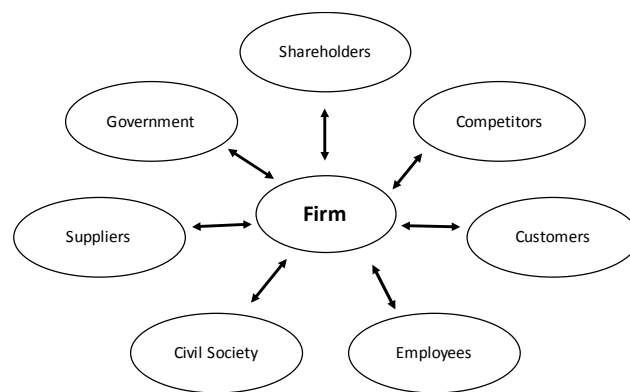 Shareholders
Government
Competitors
Firm
Suppliers
Customers
Civil Society
Employees